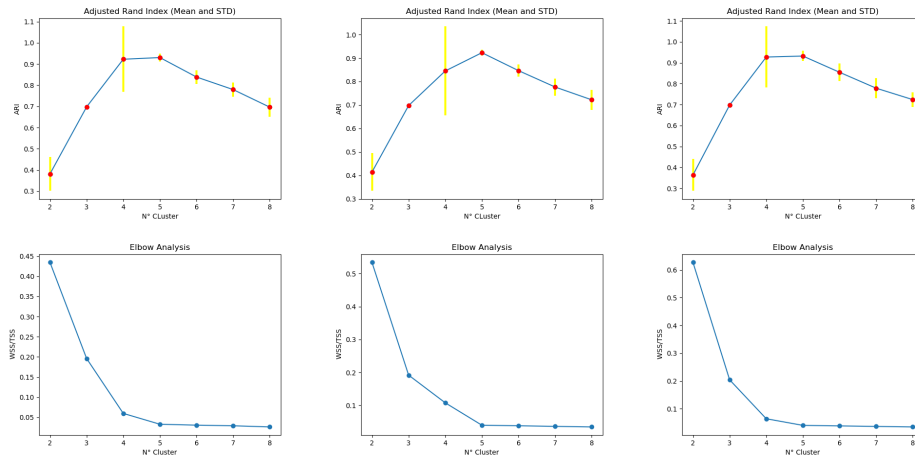 Adjusted Rand Index (Mean and STD)
1.1
1.0
0.9
0.8
0.7
0.6
0.5
0.4
0.3
ARI
2 3 4 5 6 7 8
N° CLuster
Adjusted Rand Index (Mean and STD)
1.0
0.9
0.8
0.7
0.6
0.5
0.4
0.3
ARI
2 3 4 5 6 7 8
N° CLuster
Adjusted Rand Index (Mean and STD)
1.1
1.0
0.9
0.8
0.7
0.6
0.5
0.4
0.3
ARI
2 3 4 5 6 7 8
N° CLuster
Elbow Analysis
0.45
0.40
0.35
0.30
0.25
0.20
0.15
0.10
0.05
WSS/TSS
2 3 4 5 6 7 8
N° Cluster
Elbow Analysis
0.5
0.4
0.3
0.2
0.1
WSS/TSS
2 3 4 5 6 7 8
N° Cluster
Elbow Analysis
0.6
0.5
0.4
0.3
0.2
0.1
WSS/TSS
2 3 4 5 6 7 8
N° Cluster